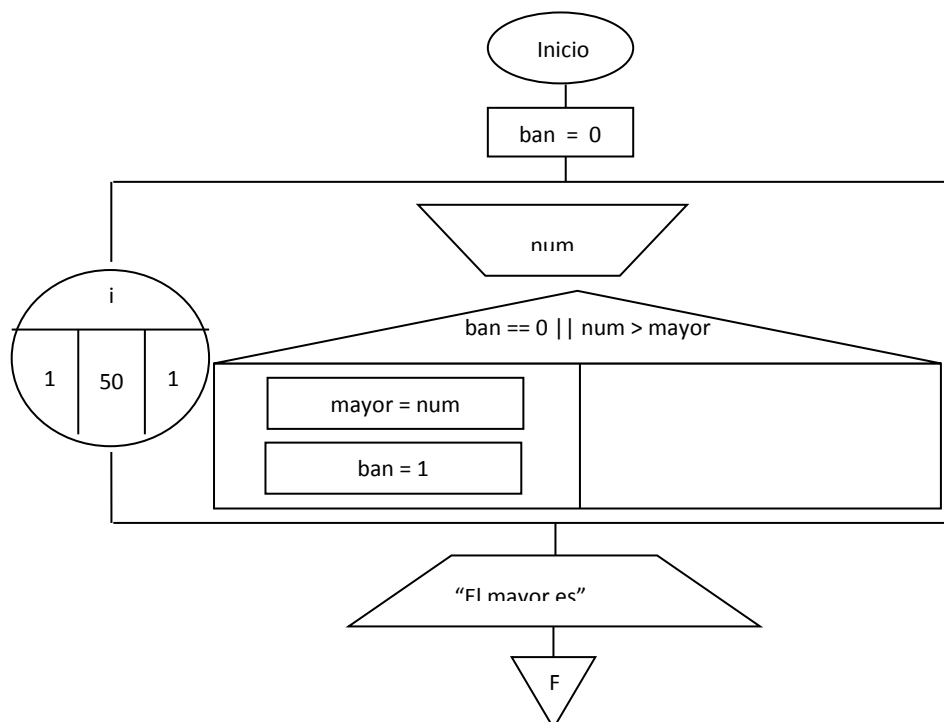 Inicio
ban = 0
num
i
1 50 1
ban == 0 || num > mayor
mayor = num
ban = 1
“El mayor es”
F